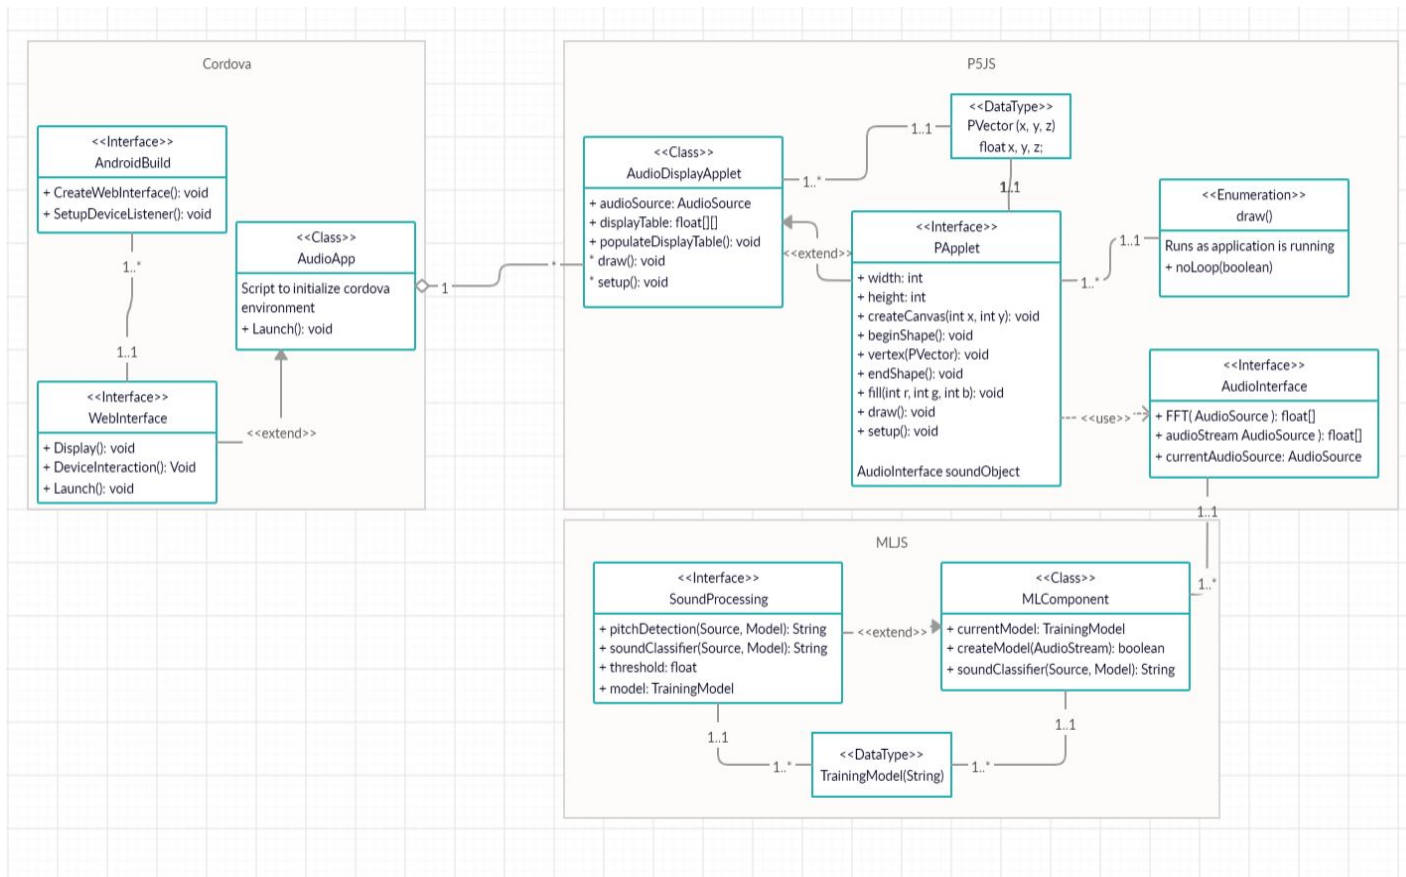 Cordova
<<Interface>>
AndroidBuild
+ CreateWebInterface(): void
+ SetupDeviceListener(): void
1..*
1..1
<<Class>>
AudioApp
Script to initialize cordova
environment
+ Launch(): void
<<Interface>>
WebInterface
+ Display(): void
+ DeviceInteraction(): Void
+ Launch(): void
<<extend>>
1
*
P5JS
<<Class>>
AudioDisplayApplet
+ audioSource: AudioSource
+ displayTable: float[][]
+ populateDisplayTable(): void
* draw(): void
* setup(): void
1..*
1..1
<<DataType>>
PVector (x, y, z)
float x, y, z;
1..1
<<extend>>
<<Interface>>
PApplet
+ width: int
+ height: int
+ createCanvas(int x, int y): void
+ beginShape(): void
+ vertex(PVector): void
+ endShape(): void
+ fill(int r, int g, int b): void
+ draw(): void
+ setup(): void
AudioInterface soundObject
1..*
1..1
<<Enumeration>>
draw()
Runs as application is running
+ noLoop(boolean)
<<use>>
<<Interface>>
AudioInterface
+ FFT( AudioSource ): float[]
+ audioStream AudioSource ): float[]
+ currentAudioSource: AudioSource
1..1
1..*
MLJS
<<Interface>>
SoundProcessing
+ pitchDetection(Source, Model): String
+ soundClassifier(Source, Model): String
+ threshold: float
+ model: TrainingModel
<<extend>>
<<Class>>
MLComponent
+ currentModel: TrainingModel
+ createModel(AudioStream): boolean
+ soundClassifier(Source, Model): String
1..1
1..*
<<DataType>>
TrainingModel(String)
1..*
1..1